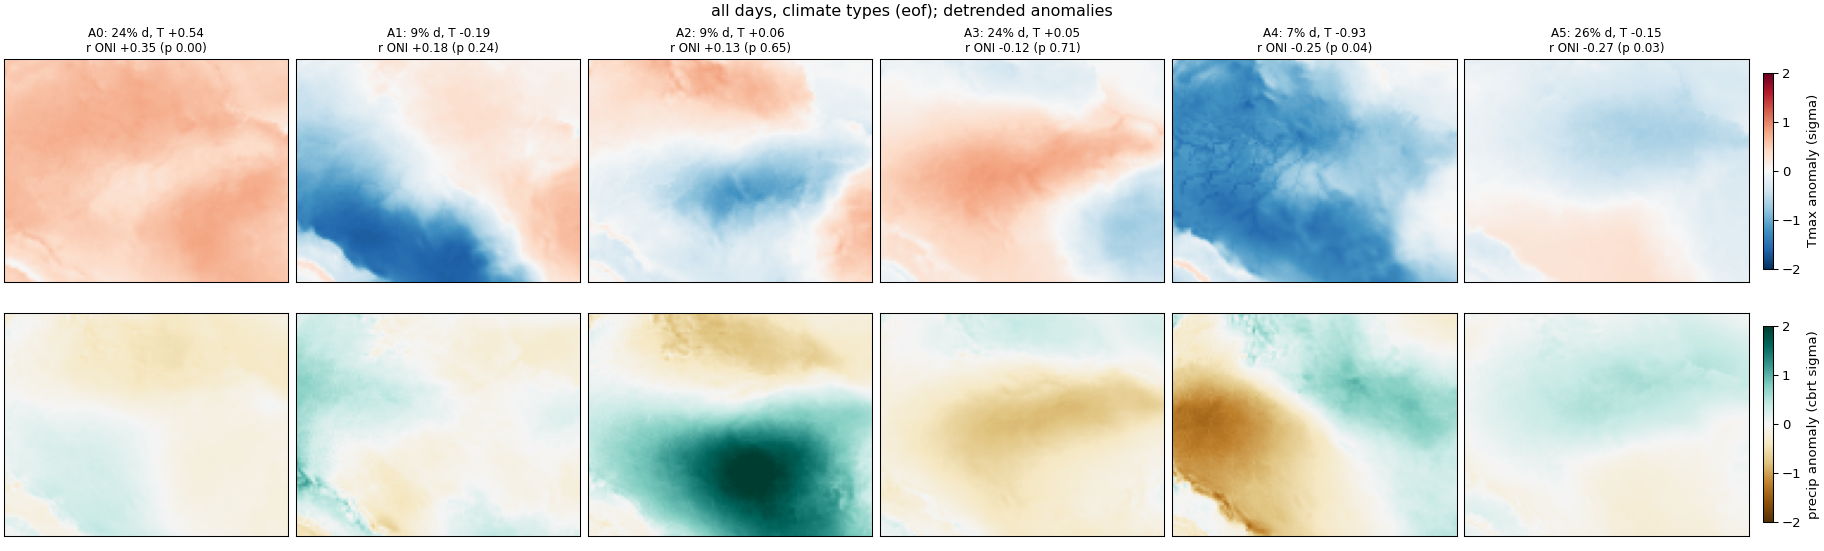 all days, climate types (eof); detrended anomalies
A0: 24% d, T +0.54
r ONI +0.35 (p 0.00)
A1: 9% d, T -0.19
r ONI +0.18 (p 0.24)
A2: 9% d, T +0.06
r ONI +0.13 (p 0.65)
A3: 24% d, T +0.05
r ONI -0.12 (p 0.71)
A4: 7% d, T -0.93
r ONI -0.25 (p 0.04)
A5: 26% d, T -0.15
r ONI -0.27 (p 0.03)
2
1
0
−1
−2
Tmax anomaly (sigma)
2
1
0
−1
−2
precip anomaly (cbrt sigma)